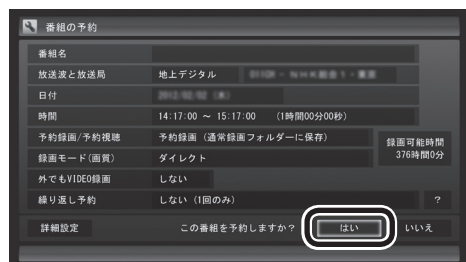 番組の予約
番組名
放送波と放送局 地上デジタル
日付
時間 14:17:00 ～ 15:17:00 (1時間00分00秒)
予約録画/予約視聴 予約録画 (通常録画フォルダーに保存)
録画可能時間
376時間0分
録画モード(画質) ダイレクト
外でもVIDEO録画 しない
繰り返し予約 しない (1回のみ) ?
詳細設定 この番組を予約しますか? はい いいえ